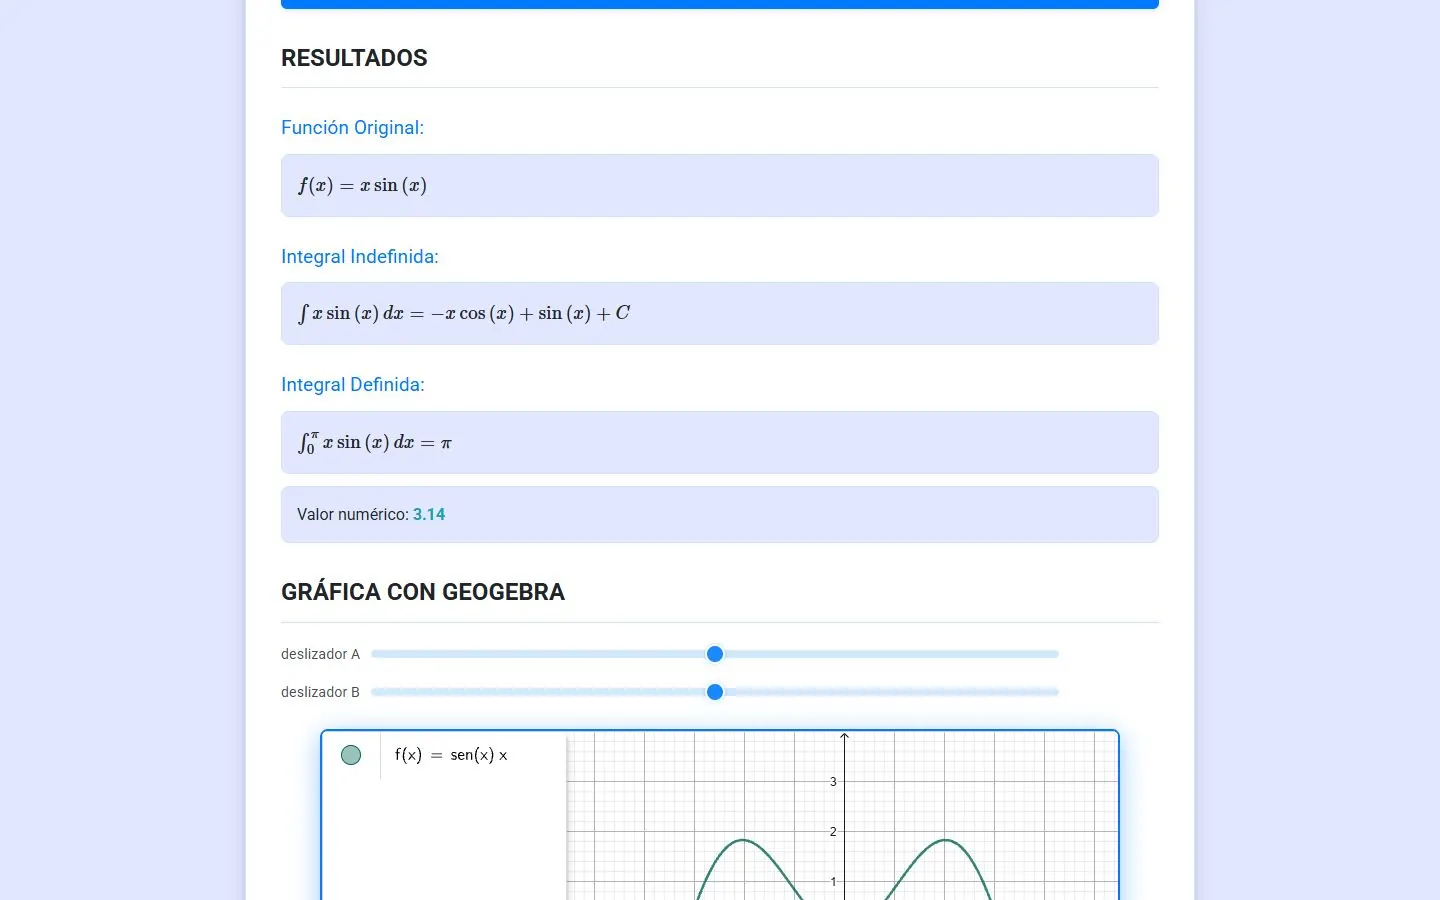 RESULTADOS
Función Original:
f(x) = x sin (x)
Integral Indefinida:
∫ x sin (x) dx = −x cos (x) + sin (x) + C
Integral Definida:
∫₀^π x sin (x) dx = π
Valor numérico: 3.14
GRÁFICA CON GEOGEBRA
deslizador A
deslizador B
f(x) = sen(x) x
3
2
1